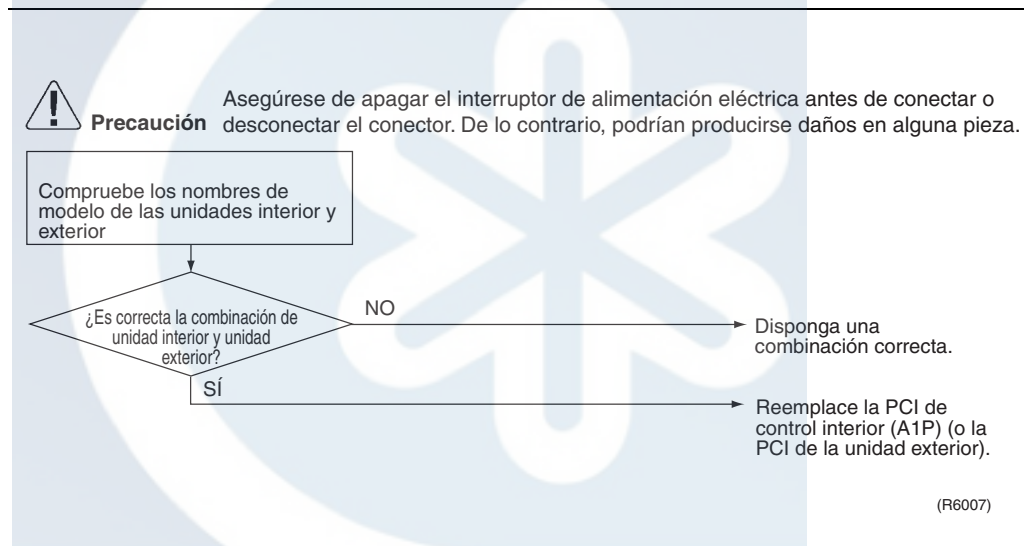 Asegúrese de apagar el interruptor de alimentación eléctrica antes de conectar o
Precaución desconectar el conector. De lo contrario, podrían producirse daños en alguna pieza.
Compruebe los nombres de
modelo de las unidades interior y
exterior
¿Es correcta la combinación de
unidad interior y unidad
exterior?
NO
Disponga una
combinación correcta.
SÍ
Reemplace la PCI de
control interior (A1P) (o la
PCI de la unidad exterior).
(R6007)